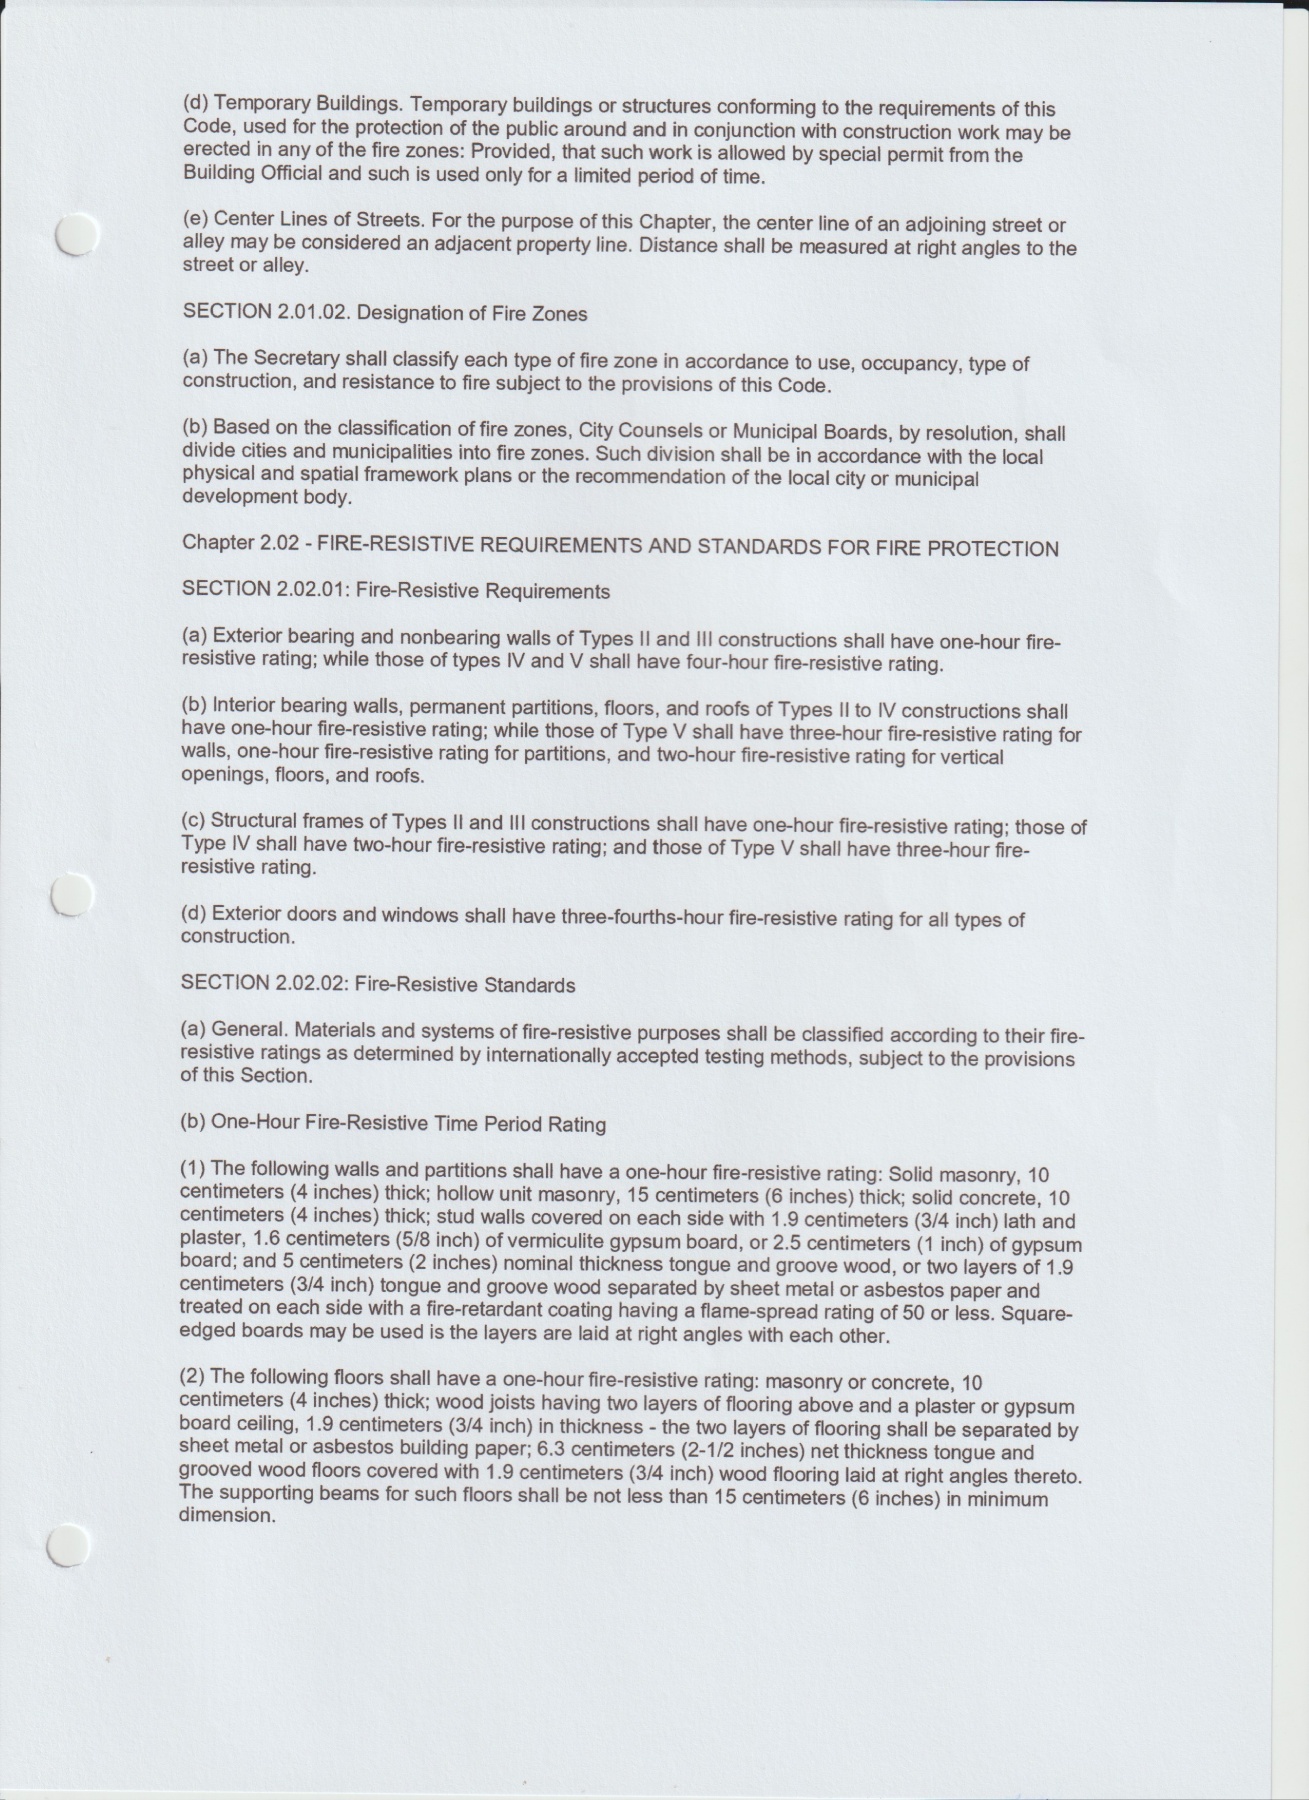 (d) Temporary Buildings. Temporary buildings or structures conforming to the requirements of this
Code, used for the protection of the public around and in conjunction with construction work may be
erected in any of the fire zones: Provided, that such work is allowed by special permit from the
Building Official and such is used only for a limited period of time.
(e) Center Lines of Streets. For the purpose of this Chapter, the center line of an adjoining street or
alley may be considered an adjacent property line. Distance shall be measured at right angles to the
street or alley.
SECTION 2.01.02. Designation of Fire Zones
(a) The Secretary shall classify each type of fire zone in accordance to use, occupancy, type of
construction, and resistance to fire subject to the provisions of this Code.
(b) Based on the classification of fire zones, City Counsels or Municipal Boards, by resolution, shall
divide cities and municipalities into fire zones. Such division shall be in accordance with the local
physical and spatial framework plans or the recommendation of the local city or municipal
development body.
Chapter 2.02 - FIRE-RESISTIVE REQUIREMENTS AND STANDARDS FOR FIRE PROTECTION
SECTION 2.02.01: Fire-Resistive Requirements
(a) Exterior bearing and nonbearing walls of Types II and III constructions shall have one-hour fire-
resistive rating; while those of types IV and V shall have four-hour fire-resistive rating.
(b) Interior bearing walls, permanent partitions, floors, and roofs of Types II to IV constructions shall
have one-hour fire-resistive rating; while those of Type V shall have three-hour fire-resistive rating for
walls, one-hour fire-resistive rating for partitions, and two-hour fire-resistive rating for vertical
openings, floors, and roofs.
(c) Structural frames of Types II and III constructions shall have one-hour fire-resistive rating; those of
Type IV shall have two-hour fire-resistive rating; and those of Type V shall have three-hour fire-
resistive rating.
(d) Exterior doors and windows shall have three-fourths-hour fire-resistive rating for all types of
construction.
SECTION 2.02.02: Fire-Resistive Standards
(a) General. Materials and systems of fire-resistive purposes shall be classified according to their fire-
resistive ratings as determined by internationally accepted testing methods, subject to the provisions
of this Section.
(b) One-Hour Fire-Resistive Time Period Rating
(1) The following walls and partitions shall have a one-hour fire-resistive rating: Solid masonry, 10
centimeters (4 inches) thick; hollow unit masonry, 15 centimeters (6 inches) thick; solid concrete, 10
centimeters (4 inches) thick; stud walls covered on each side with 1.9 centimeters (3/4 inch) lath and
plaster, 1.6 centimeters (5/8 inch) of vermiculite gypsum board, or 2.5 centimeters (1 inch) of gypsum
board; and 5 centimeters (2 inches) nominal thickness tongue and groove wood, or two layers of 1.9
centimeters (3/4 inch) tongue and groove wood separated by sheet metal or asbestos paper and
treated on each side with a fire-retardant coating having a flame-spread rating of 50 or less. Square-
edged boards may be used is the layers are laid at right angles with each other.
(2) The following floors shall have a one-hour fire-resistive rating: masonry or concrete, 10
centimeters (4 inches) thick; wood joists having two layers of flooring above and a plaster or gypsum
board ceiling, 1.9 centimeters (3/4 inch) in thickness - the two layers of flooring shall be separated by
sheet metal or asbestos building paper; 6.3 centimeters (2-1/2 inches) net thickness tongue and
grooved wood floors covered with 1.9 centimeters (3/4 inch) wood flooring laid at right angles thereto.
The supporting beams for such floors shall be not less than 15 centimeters (6 inches) in minimum
dimension.